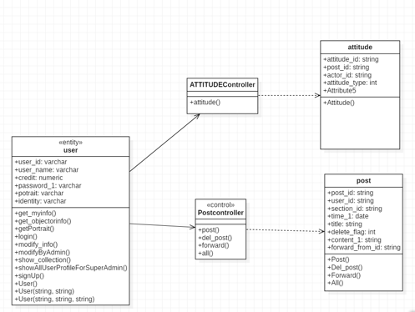 «entity»
user
+user_id: varchar
+user_name: varchar
+credit: numeric
+password_1: varchar
+potrait: varchar
+identity: varchar
+get_myinfo()
+get_objectorinfo()
+getPortrait()
+login()
+modify_info()
+modifyByAdmin()
+show_collection()
+showAllUserProfileForSuperAdmin()
+signUp()
+User()
+User(string, string)
+User(string, string, string)
ATTITUDEController
+attitude()
«control»
Postcontroller
+post()
+del_post()
+forward()
+all()
attitude
+attitude_id: string
+post_id: string
+actor_id: string
+attitude_type: int
+Attribute5
+Attitude()
post
+post_id: string
+user_id: string
+section_id: string
+time_1: date
+title: string
+delete_flag: int
+content_1: string
+forward_from_id: string
+Post()
+Del_post()
+Forward()
+All()